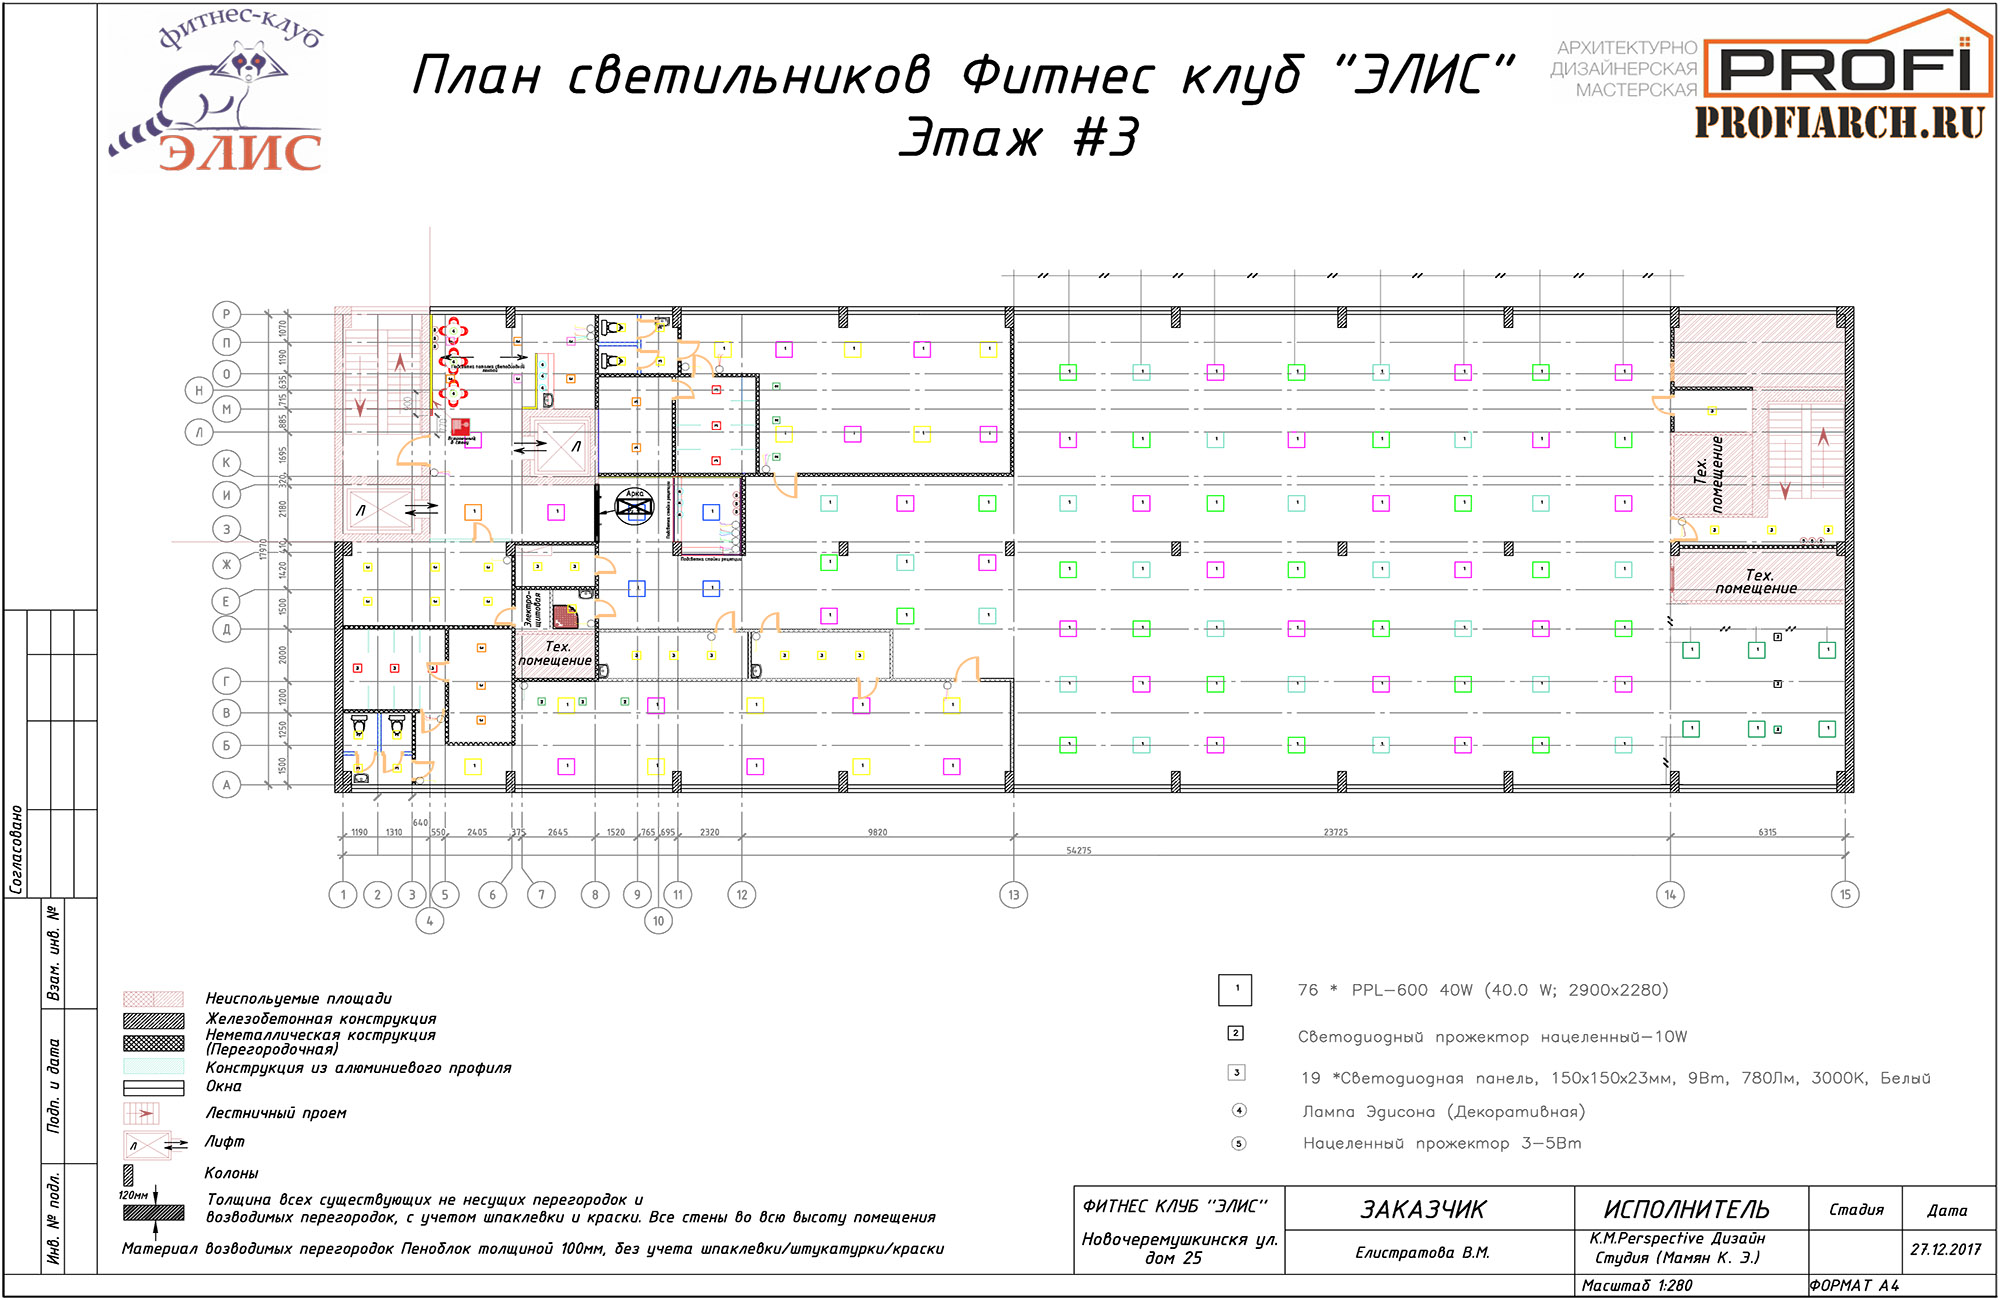 фитнес-клуб
ЭЛИС
План светильников Фитнес клуб "ЭЛИС"
Этаж #3
АРХИТЕКТУРНО
ДИЗАЙНЕРСКАЯ
МАСТЕРСКАЯ
PROFi
PROFIARCH.RU
Р
П
О
Н
М
Л
К
И
З
Ж
Е
Д
Г
В
Б
А
1070
1190
635
715
885
1695
320
2180
1420
1500
2000
1200
1250
1500
17970
Л
Л
Арка
Подсветка стойки рецепции
Электро-
щитовая
Тех.
помещение
Тех.
помещение
Тех.
помещение
1190
1310
640
550
2405
375
2645
1520
765
695
2320
9820
23725
6315
54275
1
2
3
4
5
6
7
8
9
10
11
12
13
14
15
Согласовано
Взам. инв. №
Подп. и дата
Инв. № подл.
Неиспользуемые площади
Железобетонная конструкция
Неметаллическая кострукция
(Перегородочная)
Конструкция из алюминиевого профиля
Окна
Лестничный проем
Л
Лифт
Колоны
120мм
Толщина всех существующих не несущих перегородок и
возводимых перегородок, с учетом шпаклевки и краски. Все стены во всю высоту помещения
Материал возводимых перегородок Пеноблок толщиной 100мм, без учета шпаклевки/штукатурки/краски
1 76 * PPL-600 40W (40.0 W; 2900x2280)
2 Светодиодный прожектор нацеленный-10W
3 19 *Светодиодная панель, 150x150x23мм, 9Вт, 780Лм, 3000К, Белый
4 Лампа Эдисона (Декоративная)
5 Нацеленный прожектор 3-5Вт
ФИТНЕС КЛУБ "ЭЛИС"
Новочеремушкинскя ул.
дом 25
ЗАКАЗЧИК
Елистратова В.М.
ИСПОЛНИТЕЛЬ
K.M.Perspective Дизайн
Студия (Мамян К. Э.)
Стадия
Дата
27.12.2017
Масштаб 1:280
ФОРМАТ А4